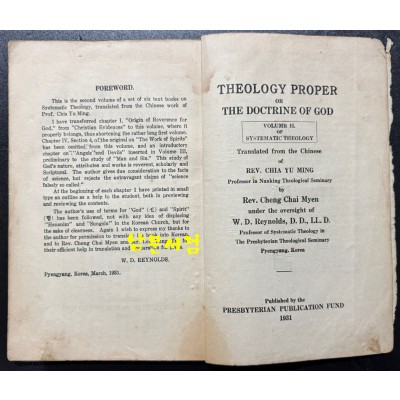 FOREWORD.
This is the second volume of a set of six text books on
Systematic Theology, translated from the Chinese work of
Prof. Chia Yu Ming.
I have transferred chapter I, "Origin of Reverence for
God," from "Christian Evidences" to this volume, where it
properly belongs, thus shortening the rather long first volume.
Chapter IV, Section 4, of the original on "The Work of Spirits" has
been omitted from this volume, and an introductory
chapter on "Angels and Devils" inserted in Volume III,
preliminary to the study of "Man and Sin." This study of
God's nature, attributes and works is reverent, scholarly and
Scriptural. The author gives due consideration to the facts
of science, but rejects the extravagant claims of "science
falsely so called."
At the beginning of each chapter I have printed in small
type an outline as a help to the student, both in previewing
and reviewing the contents.
The author's use of terms for "God" and "Spirit"
has been followed, not with any idea of displacing
"Hananim" and "Sungsin" in the Korean Church, but for
the sake of clearness. Again I wish to express my thanks to
the author for permission to translate into Korean,
and to Rev. Cheng Chai Myen
their efficient help in translating and
W. D. REYNOLDS.
Pyengyang, Korea, March, 1931.
THEOLOGY PROPER
OR
THE DOCTRINE OF GOD
VOLUME II.
OF
SYSTEMATIC THEOLOGY
Translated from the Chinese
of
REV. CHIA YU MING
Professor in Nanking Theological Seminary
by
Rev. Cheng Chai Myen
under the oversight of
W. D. Reynolds, D. D., LL. D.
Professor of Systematic Theology in
The Presbyterian Theological Seminary
Pyengyang, Korea.
Published by the
PRESBYTERIAN PUBLICATION FUND
1931